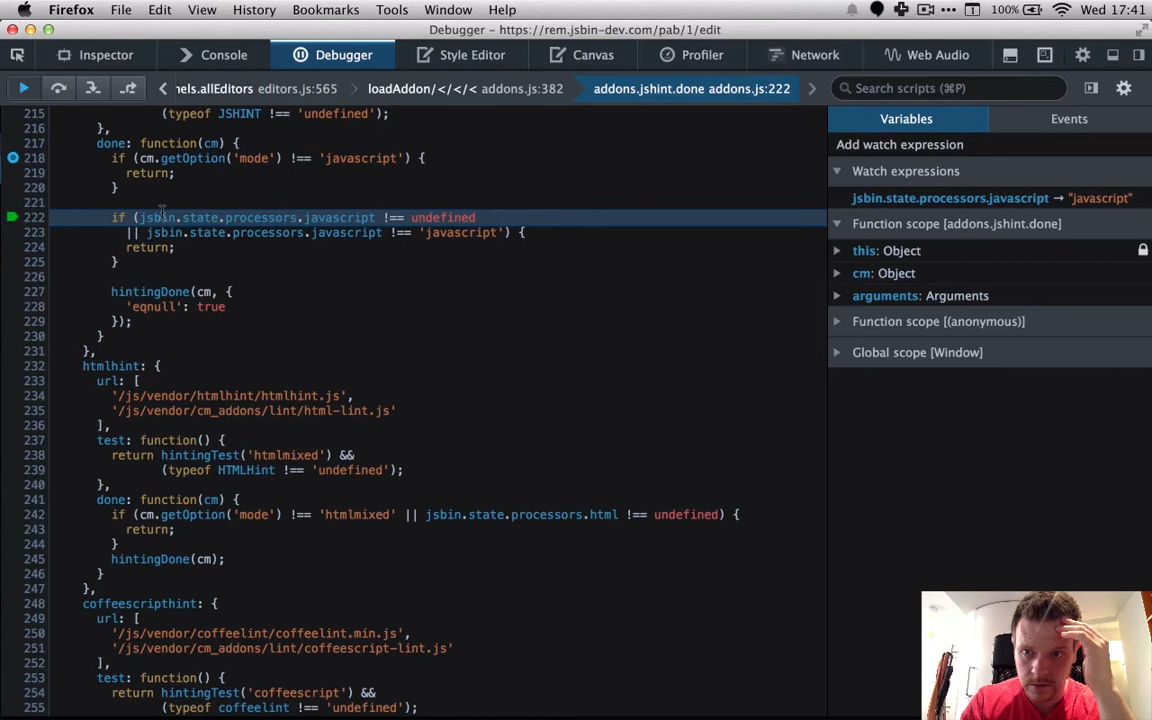 Firefox File Edit View History Bookmarks Tools Window Help 1 100% Wed 17:41
Debugger - https://rem.jsbin-dev.com/pab/1/edit
Inspector Console Debugger Style Editor Canvas Profiler Network Web Audio
nels.allEditors editors.js:565 loadAddon/</</< addons.js:382 addons.jshint.done addons.js:222 Search scripts (⌘P)
Variables Events
Add watch expression
Watch expressions
jsbin.state.processors.javascript → "javascript"
Function scope [addons.jshint.done]
this: Object
cm: Object
arguments: Arguments
Function scope [(anonymous)]
Global scope [Window]
215 (typeof JSHINT !== 'undefined');
216 },
217 done: function(cm) {
218 if (cm.getOption('mode') !== 'javascript') {
219 return;
220 }
221
222 if (jsbin.state.processors.javascript !== undefined
223 || jsbin.state.processors.javascript !== 'javascript') {
224 return;
225 }
226
227 hintingDone(cm, {
228 'eqnull': true
229 });
230 }
231 },
232 htmlhint: {
233 url: [
234 '/js/vendor/htmlhint/htmlhint.js',
235 '/js/vendor/cm_addons/lint/html-lint.js'
236 ],
237 test: function() {
238 return hintingTest('htmlmixed') &&
239 (typeof HTMLHint !== 'undefined');
240 },
241 done: function(cm) {
242 if (cm.getOption('mode') !== 'htmlmixed' || jsbin.state.processors.html !== undefined) {
243 return;
244 }
245 hintingDone(cm);
246 }
247 },
248 coffeescripthint: {
249 url: [
250 '/js/vendor/coffeelint/coffeelint.min.js',
251 '/js/vendor/cm_addons/lint/coffeescript-lint.js'
252 ],
253 test: function() {
254 return hintingTest('coffeescript') &&
255 (typeof coffeelint !== 'undefined');